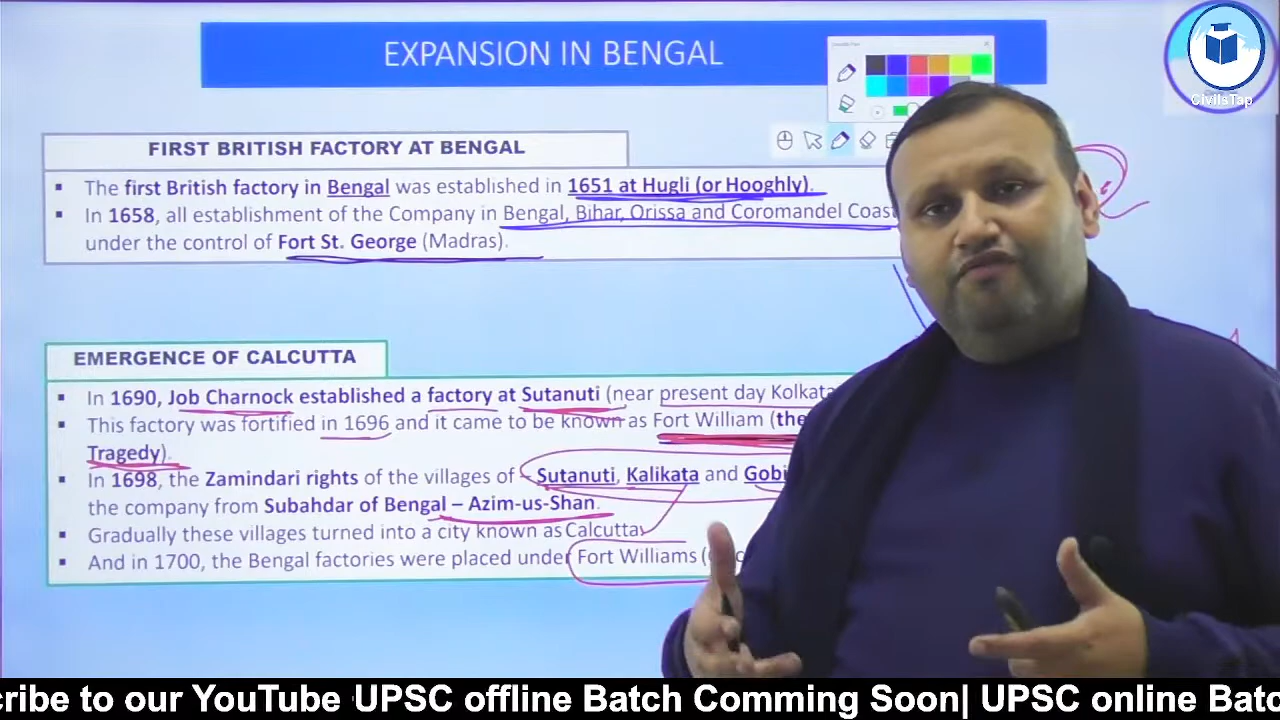 EXPANSION IN BENGAL
CivilsTap
FIRST BRITISH FACTORY AT BENGAL
▪ The first British factory in Bengal was established in 1651 at Hugli (or Hooghly).
▪ In 1658, all establishment of the Company in Bengal, Bihar, Orissa and Coromandel Coast
under the control of Fort St. George (Madras).
EMERGENCE OF CALCUTTA
▪ In 1690, Job Charnock established a factory at Sutanuti (near present day Kolkata
▪ This factory was fortified in 1696 and it came to be known as Fort William (the
Tragedy).
▪ In 1698, the Zamindari rights of the villages of Sutanuti, Kalikata and Gobi
the company from Subahdar of Bengal – Azim-us-Shan.
▪ Gradually these villages turned into a city known as Calcutta
▪ And in 1700, the Bengal factories were placed under Fort Williams (
cribe to our YouTube UPSC offline Batch Comming Soon| UPSC online Batc